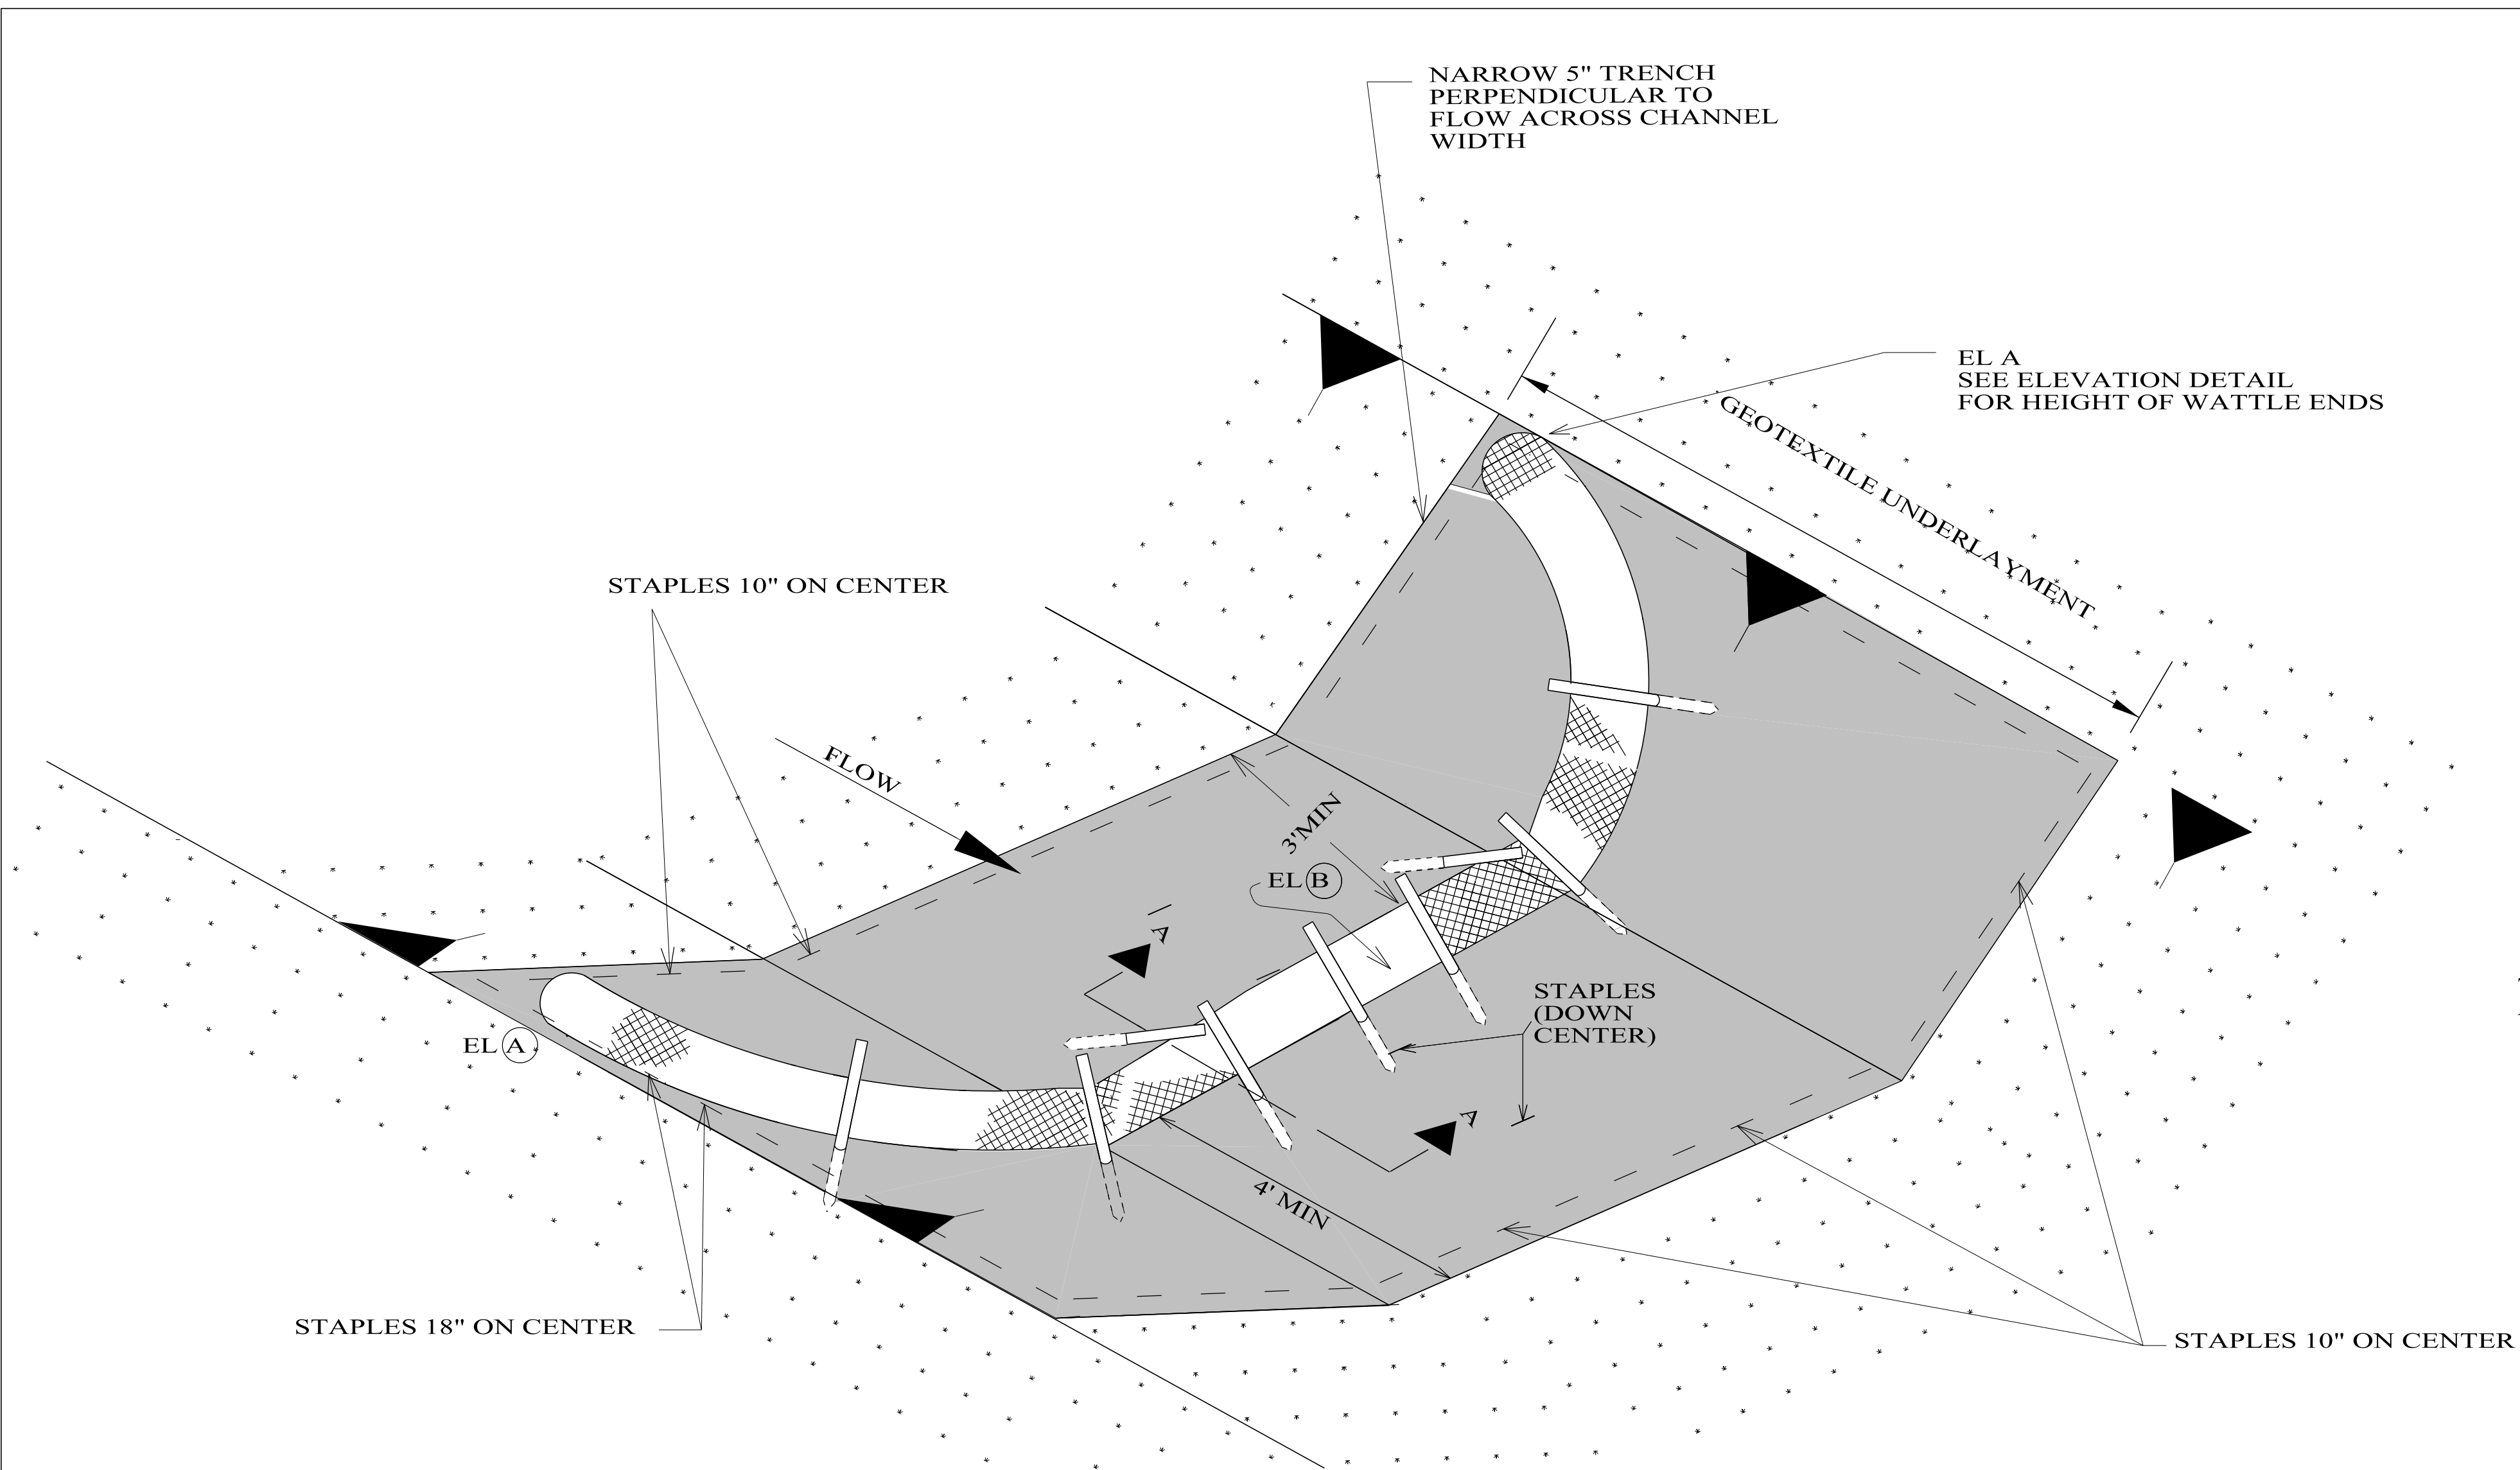 NARROW 5" TRENCH
PERPENDICULAR TO
FLOW ACROSS CHANNEL
WIDTH
EL A
SEE ELEVATION DETAIL
FOR HEIGHT OF WATTLE ENDS
GEOTEXTILE UNDERLAYMENT
STAPLES 10" ON CENTER
FLOW
3'MIN
EL B
A
STAPLES
(DOWN
CENTER)
EL A
A
4' MIN
STAPLES 18" ON CENTER
STAPLES 10" ON CENTER